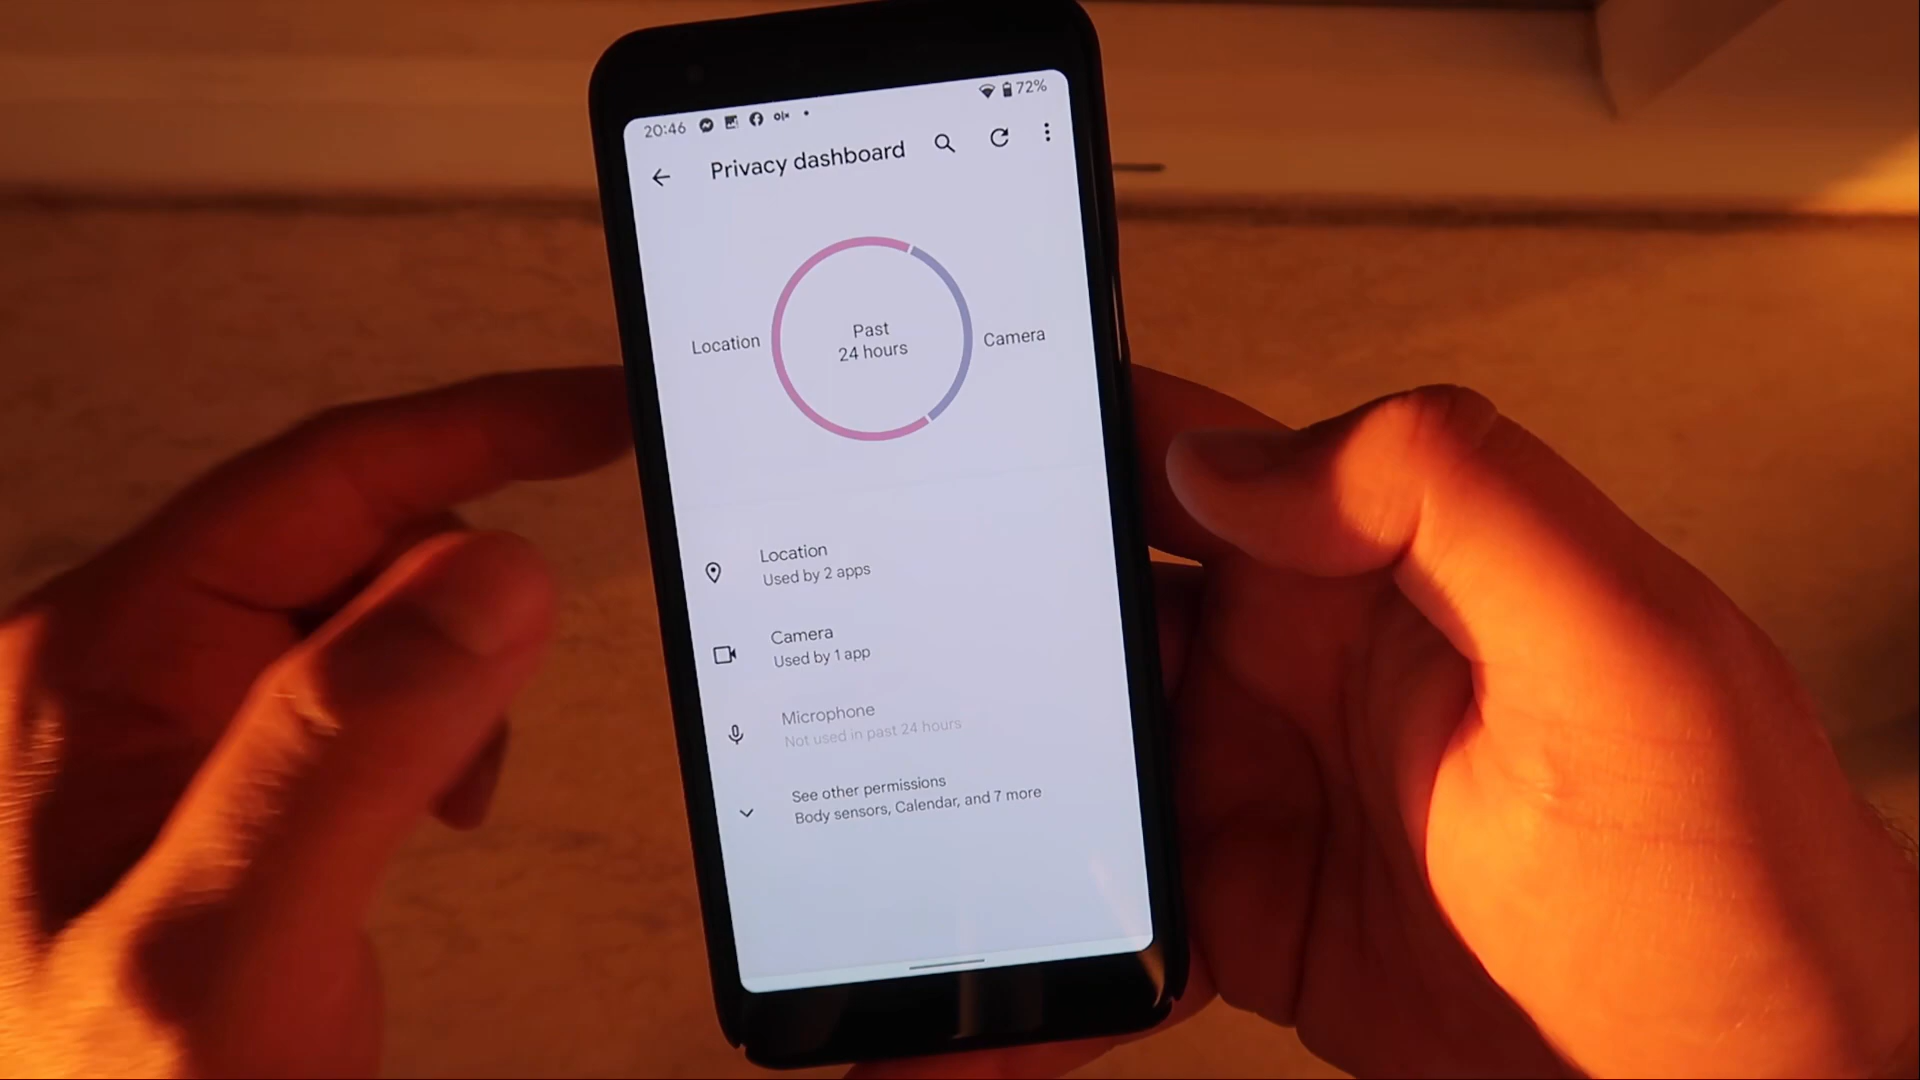 20:46 olx 72%
Privacy dashboard
Location
Past
24 hours
Camera
Location
Used by 2 apps
Camera
Used by 1 app
Microphone
Not used in past 24 hours
See other permissions
Body sensors, Calendar, and 7 more